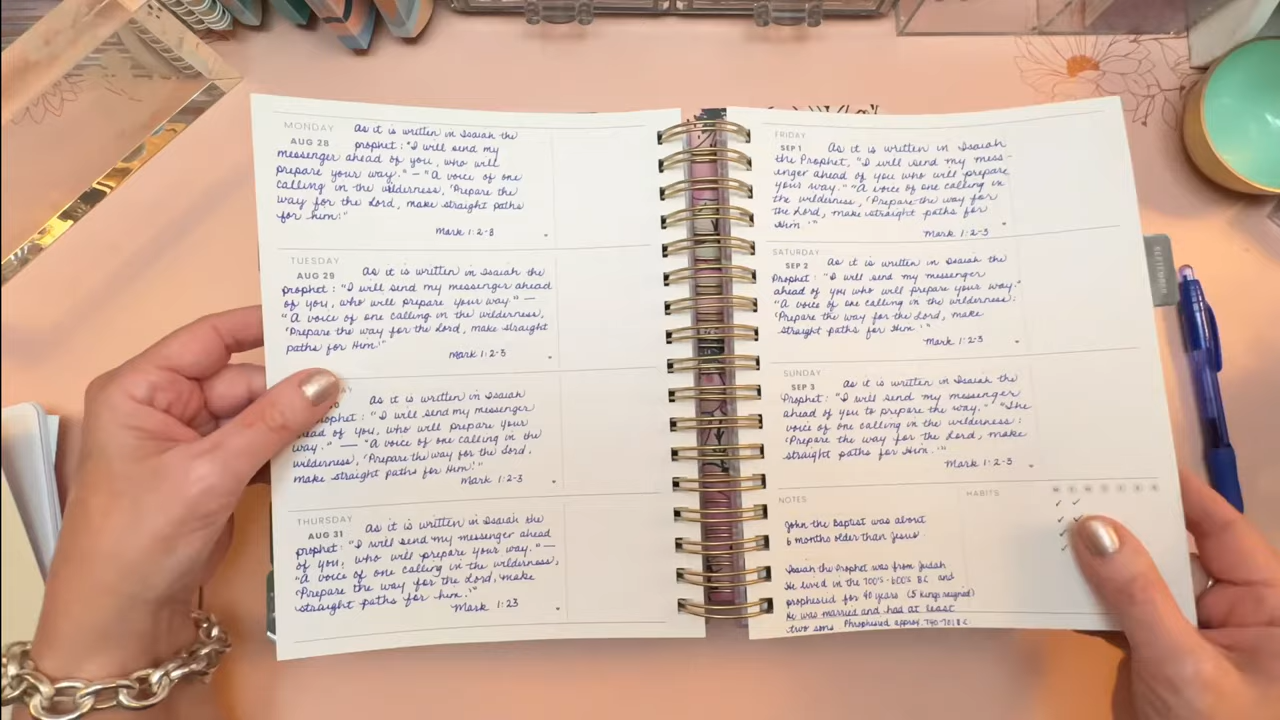 MONDAY
AUG 28
As it is written in Isaiah the
prophet: "I will send my
messenger ahead of you, who will
prepare your way." — "A voice of one
calling in the wilderness, 'Prepare the
way for the Lord, make straight paths
for him.'"
Mark 1:2-3
TUESDAY
AUG 29
As it is written in Isaiah the
prophet: "I will send my messenger ahead
of you, who will prepare your way." —
"A voice of one calling in the wilderness,
'Prepare the way for the Lord, make straight
paths for Him.'"
Mark 1:2-3
As it is written in Isaiah
prophet: "I will send my messenger
ahead of you, who will prepare your
way." — "A voice of one calling in the
wilderness, 'Prepare the way for the Lord,
make straight paths for Him.'"
Mark 1:2-3
THURSDAY
AUG 31
As it is written in Isaiah the
prophet: "I will send my messenger ahead
of you, who will prepare your way." —
"A voice of one calling in the wilderness,
'Prepare the way for the Lord, make
straight paths for him.'"
Mark 1:23
FRIDAY
SEP 1
As it is written in Isaiah
the Prophet, "I will send my mess-
enger ahead of you who will prepare
your way." "A voice of one calling in
the wilderness, 'Prepare the way for
the Lord, make straight paths for
Him.'"
Mark 1:2-3
SATURDAY
SEP 2
As it is written in Isaiah the
Prophet: "I will send my messenger
ahead of you who will prepare your way."
"A voice of one calling in the wilderness:
'Prepare the way for the Lord, make
straight paths for Him.'"
Mark 1:2-3
SUNDAY
SEP 3
As it is written in Isaiah the
Prophet: "I will send my messenger
ahead of you to prepare the way." "The
voice of one calling in the wilderness:
'Prepare the way for the Lord, make
straight paths for Him.'"
Mark 1:2-3
NOTES
John the Baptist was about
6 months older than Jesus.
Isaiah the Prophet was from Judah
He lived in the 700's-600's BC and
prophesied for 40 years (5 kings reigned)
He was married and had at least
two sons. Phrophesied approx. 740-701 BC.
HABITS
SEPTEMBER